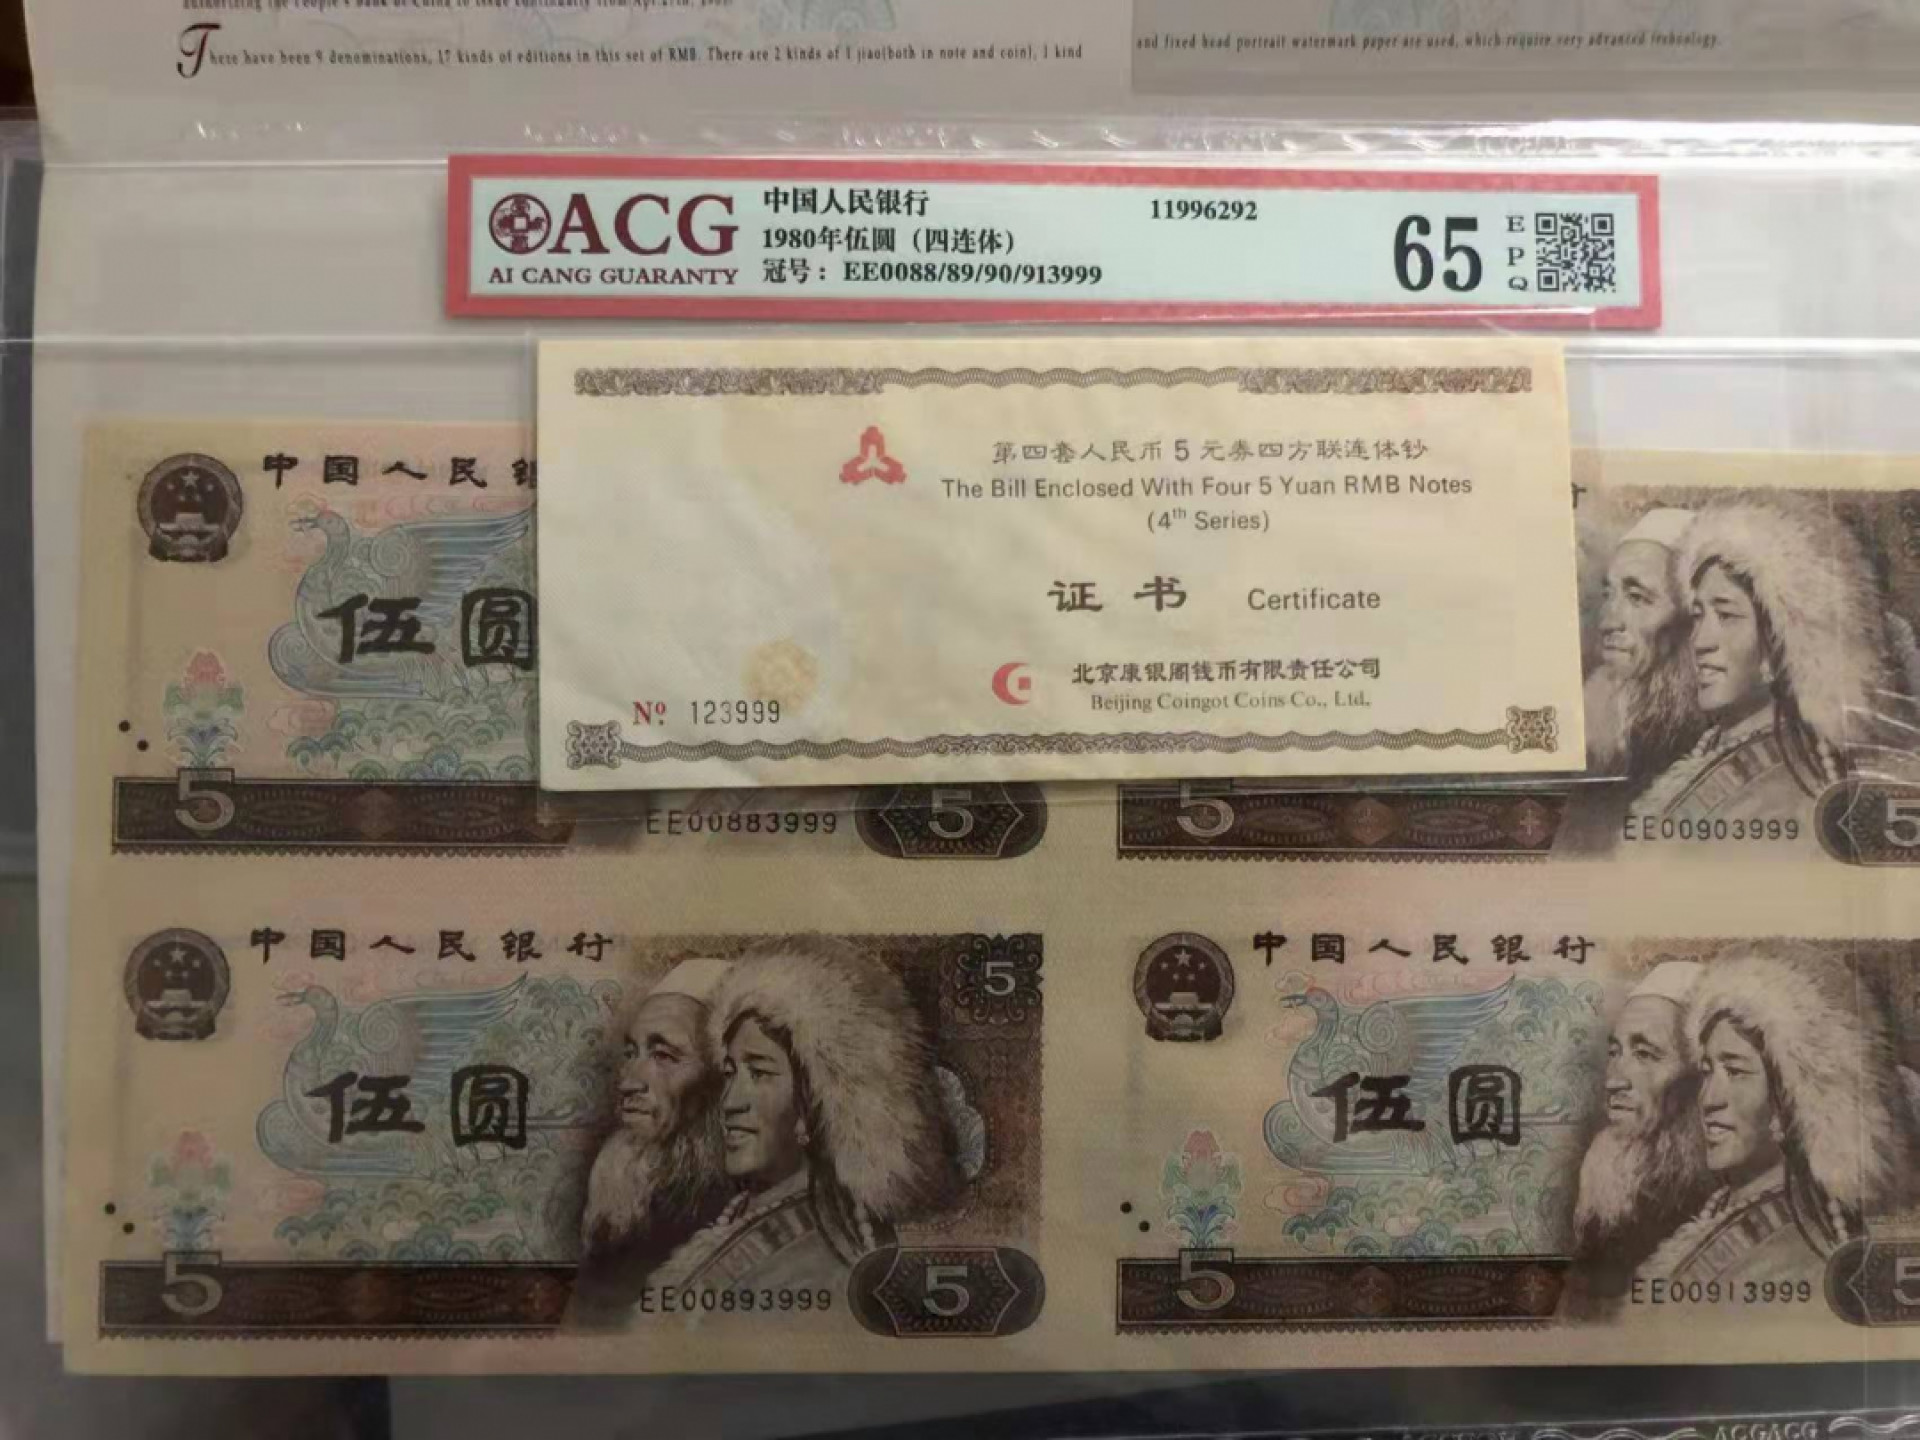 There have been 9 denominations, 17 kinds of editions in this set of RMB. There are 2 kinds of 1 jiao(both in note and coin), 1 kind
and fixed head portrait watermark paper are used, which require very advanced technology.
ACG
AI CANG GUARANTY
中国人民银行
11996292
1980年伍圆（四连体）
冠号：EE0088/89/90/913999
65
EPQ
第四套人民币5元券四方联连体钞
The Bill Enclosed With Four 5 Yuan RMB Notes
(4th Series)
证书 Certificate
北京康银阁钱币有限责任公司
Beijing Coingot Coins Co., Ltd.
Nº 123999
中国人民
伍圆
5
EE00883999
5
5
EE00903999
5
中国人民银行
5
伍圆
5
EE00893999
5
中国人民银行
伍圆
5
EE00913999
5
ACGACG